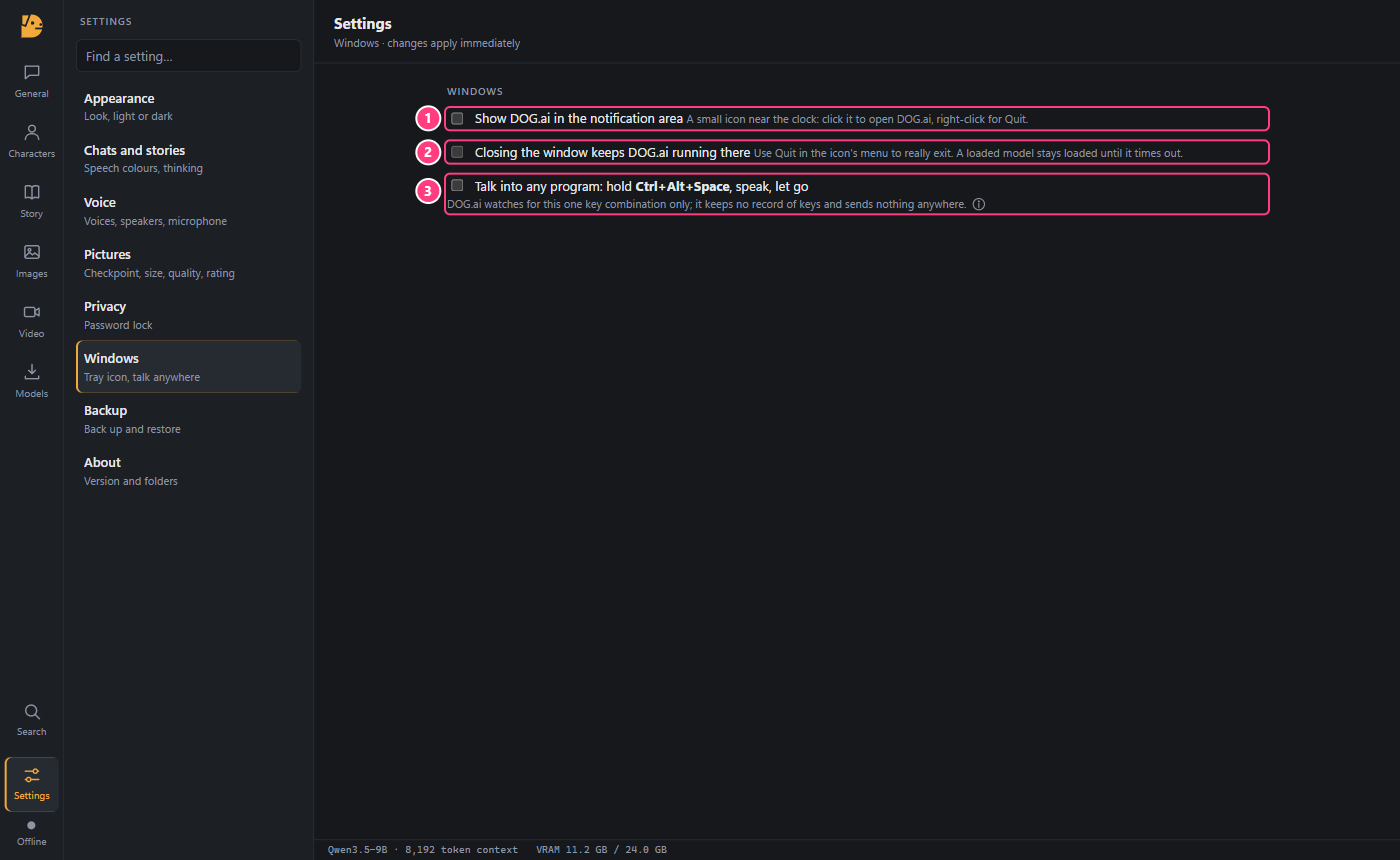 SETTINGS
Find a setting...
General
Characters
Story
Images
Video
Models
Search
Settings
Offline
Appearance
Look, light or dark
Chats and stories
Speech colours, thinking
Voice
Voices, speakers, microphone
Pictures
Checkpoint, size, quality, rating
Privacy
Password lock
Windows
Tray icon, talk anywhere
Backup
Back up and restore
About
Version and folders
Settings
Windows · changes apply immediately
WINDOWS
1 Show DOG.ai in the notification area A small icon near the clock: click it to open DOG.ai, right-click for Quit.
2 Closing the window keeps DOG.ai running there Use Quit in the icon's menu to really exit. A loaded model stays loaded until it times out.
3 Talk into any program: hold Ctrl+Alt+Space, speak, let go
DOG.ai watches for this one key combination only; it keeps no record of keys and sends nothing anywhere.
Qwen3.5-9B · 8,192 token context VRAM 11.2 GB / 24.0 GB